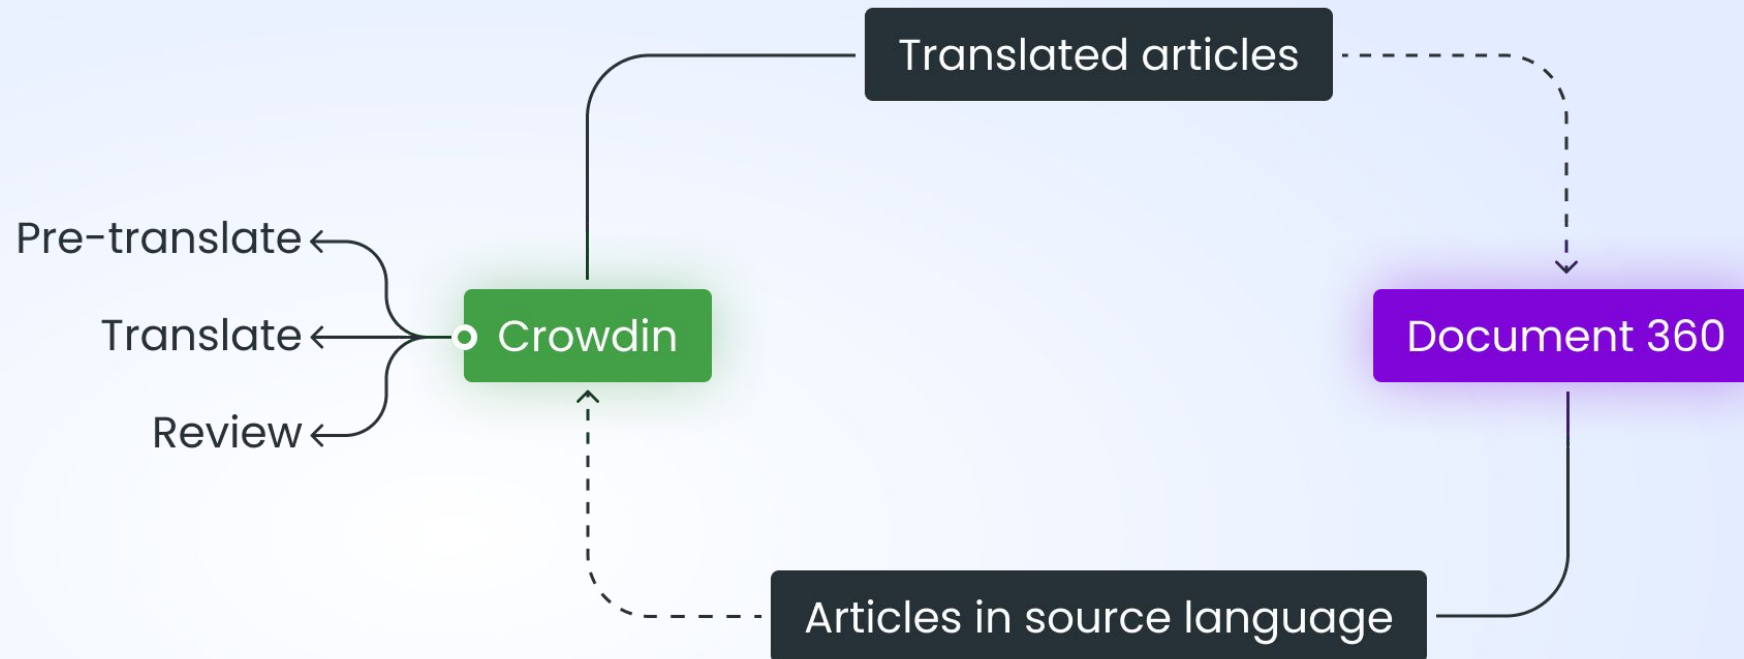 Translated articles
Pre-translate
Translate
Review
Crowdin
Document 360
Articles in source language